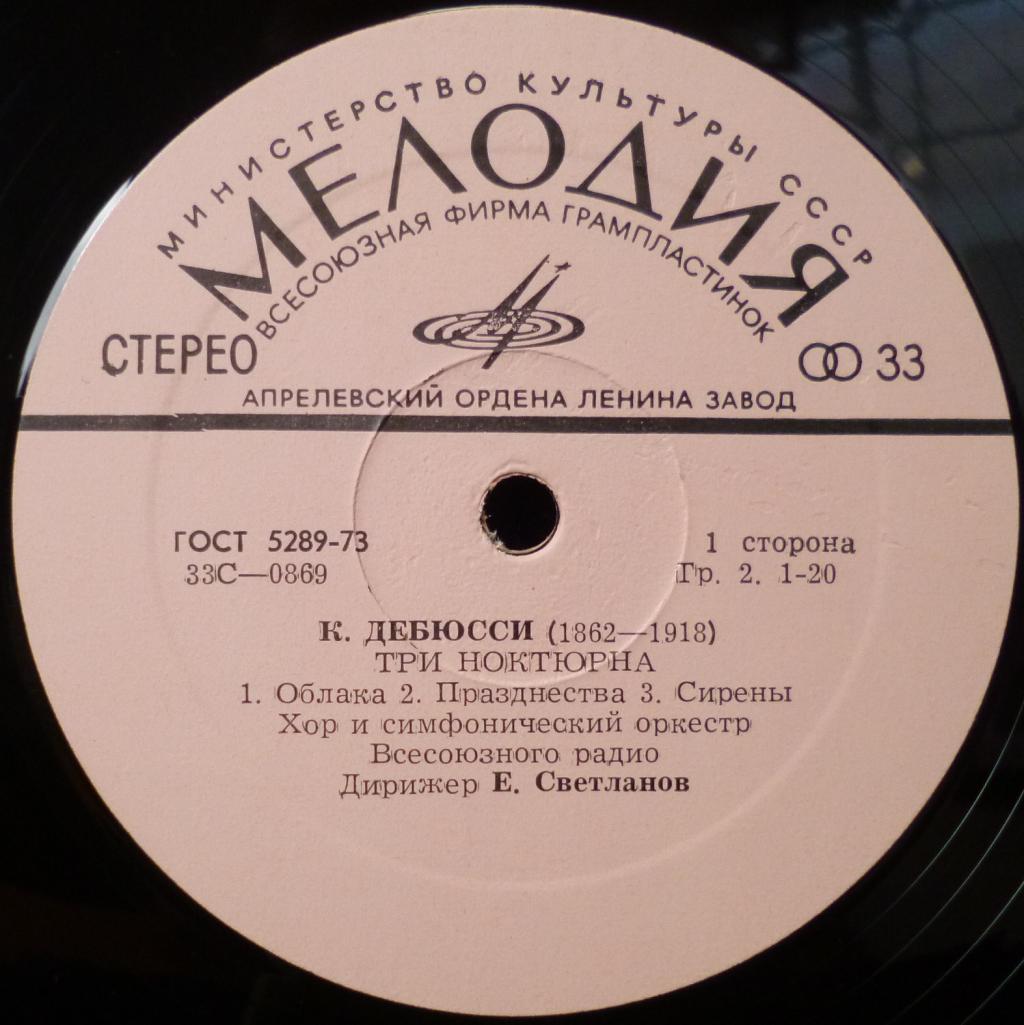 МИНИСТЕРСТВО КУЛЬТУРЫ СССР
МЕЛОДИЯ
ВСЕСОЮЗНАЯ ФИРМА ГРАМПЛАСТИНОК
СТЕРЕО 33
АПРЕЛЕВСКИЙ ОРДЕНА ЛЕНИНА ЗАВОД
ГОСТ 5289-73 1 сторона
33С—0869 Гр. 2. 1-20
К. ДЕБЮССИ (1862—1918)
ТРИ НОКТЮРНА
1. Облака 2. Празднества 3. Сирены
Хор и симфонический оркестр
Всесоюзного радио
Дирижер Е. Светланов